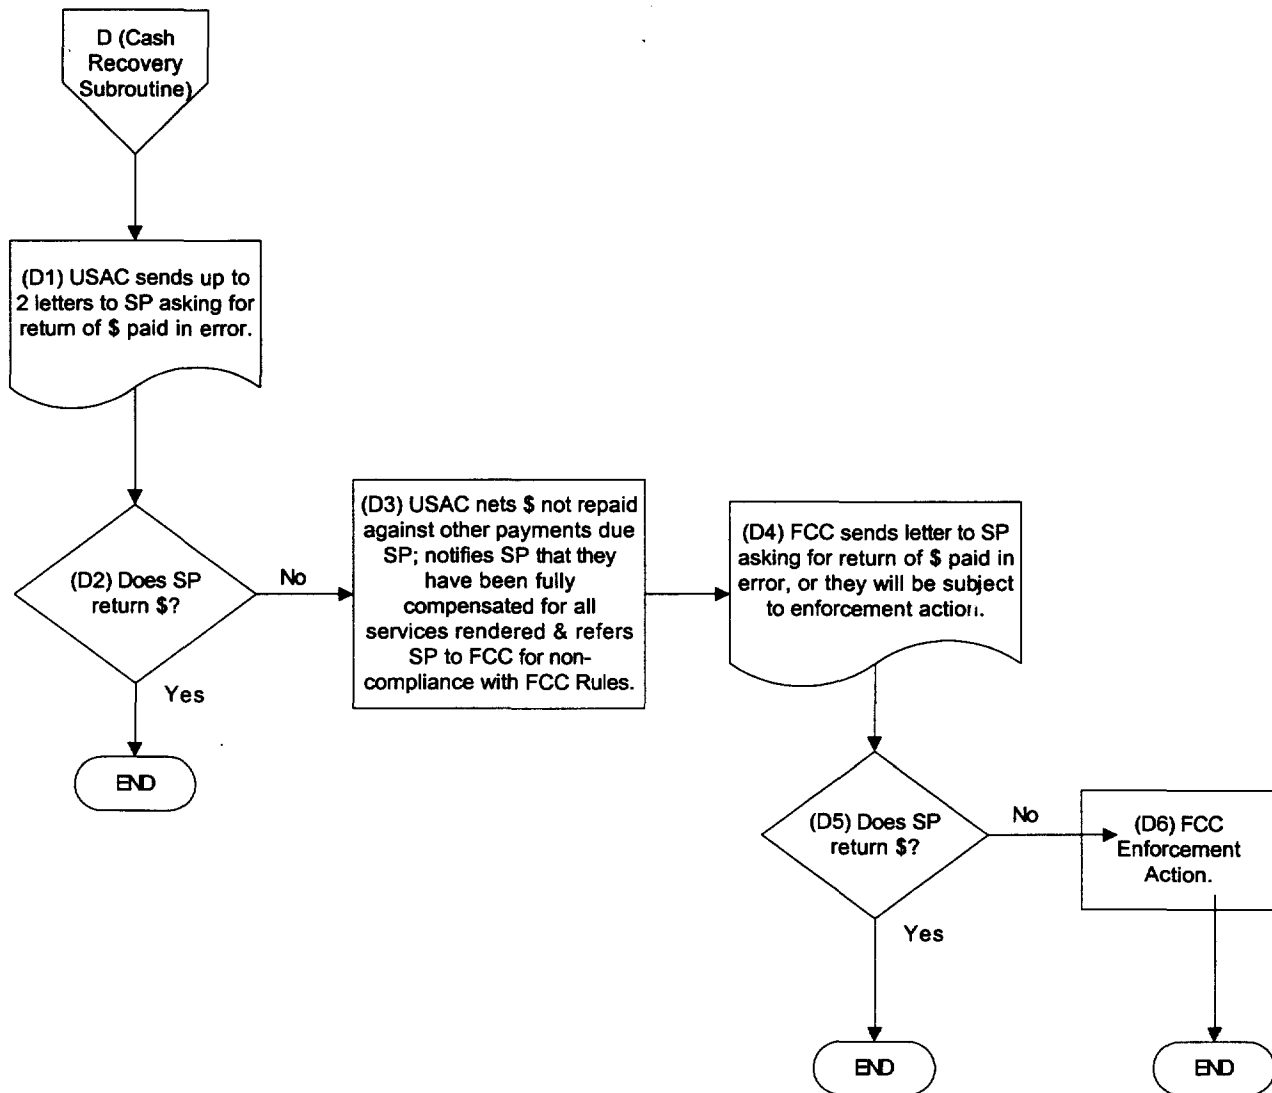 D (Cash
Recovery
Subroutine)
(D1) USAC sends up to
2 letters to SP asking for
return of $ paid in error.
(D2) Does SP
return $?
No
Yes
END
(D3) USAC nets $ not repaid
against other payments due
SP; notifies SP that they
have been fully
compensated for all
services rendered & refers
SP to FCC for non-
compliance with FCC Rules.
(D4) FCC sends letter to SP
asking for return of $ paid in
error, or they will be subject
to enforcement action.
(D5) Does SP
return $?
No
Yes
END
(D6) FCC
Enforcement
Action.
END